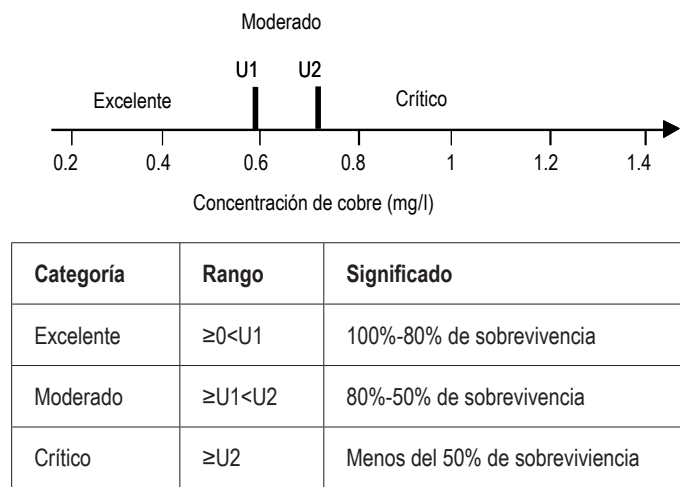 Moderado
U1 U2
Excelente Crítico
0.2 0.4 0.6 0.8 1 1.2 1.4
Concentración de cobre (mg/l)
Categoría Rango Significado
Excelente ≥0<U1 100%-80% de sobrevivencia
Moderado ≥U1<U2 80%-50% de sobrevivencia
Crítico ≥U2 Menos del 50% de sobreviviencia